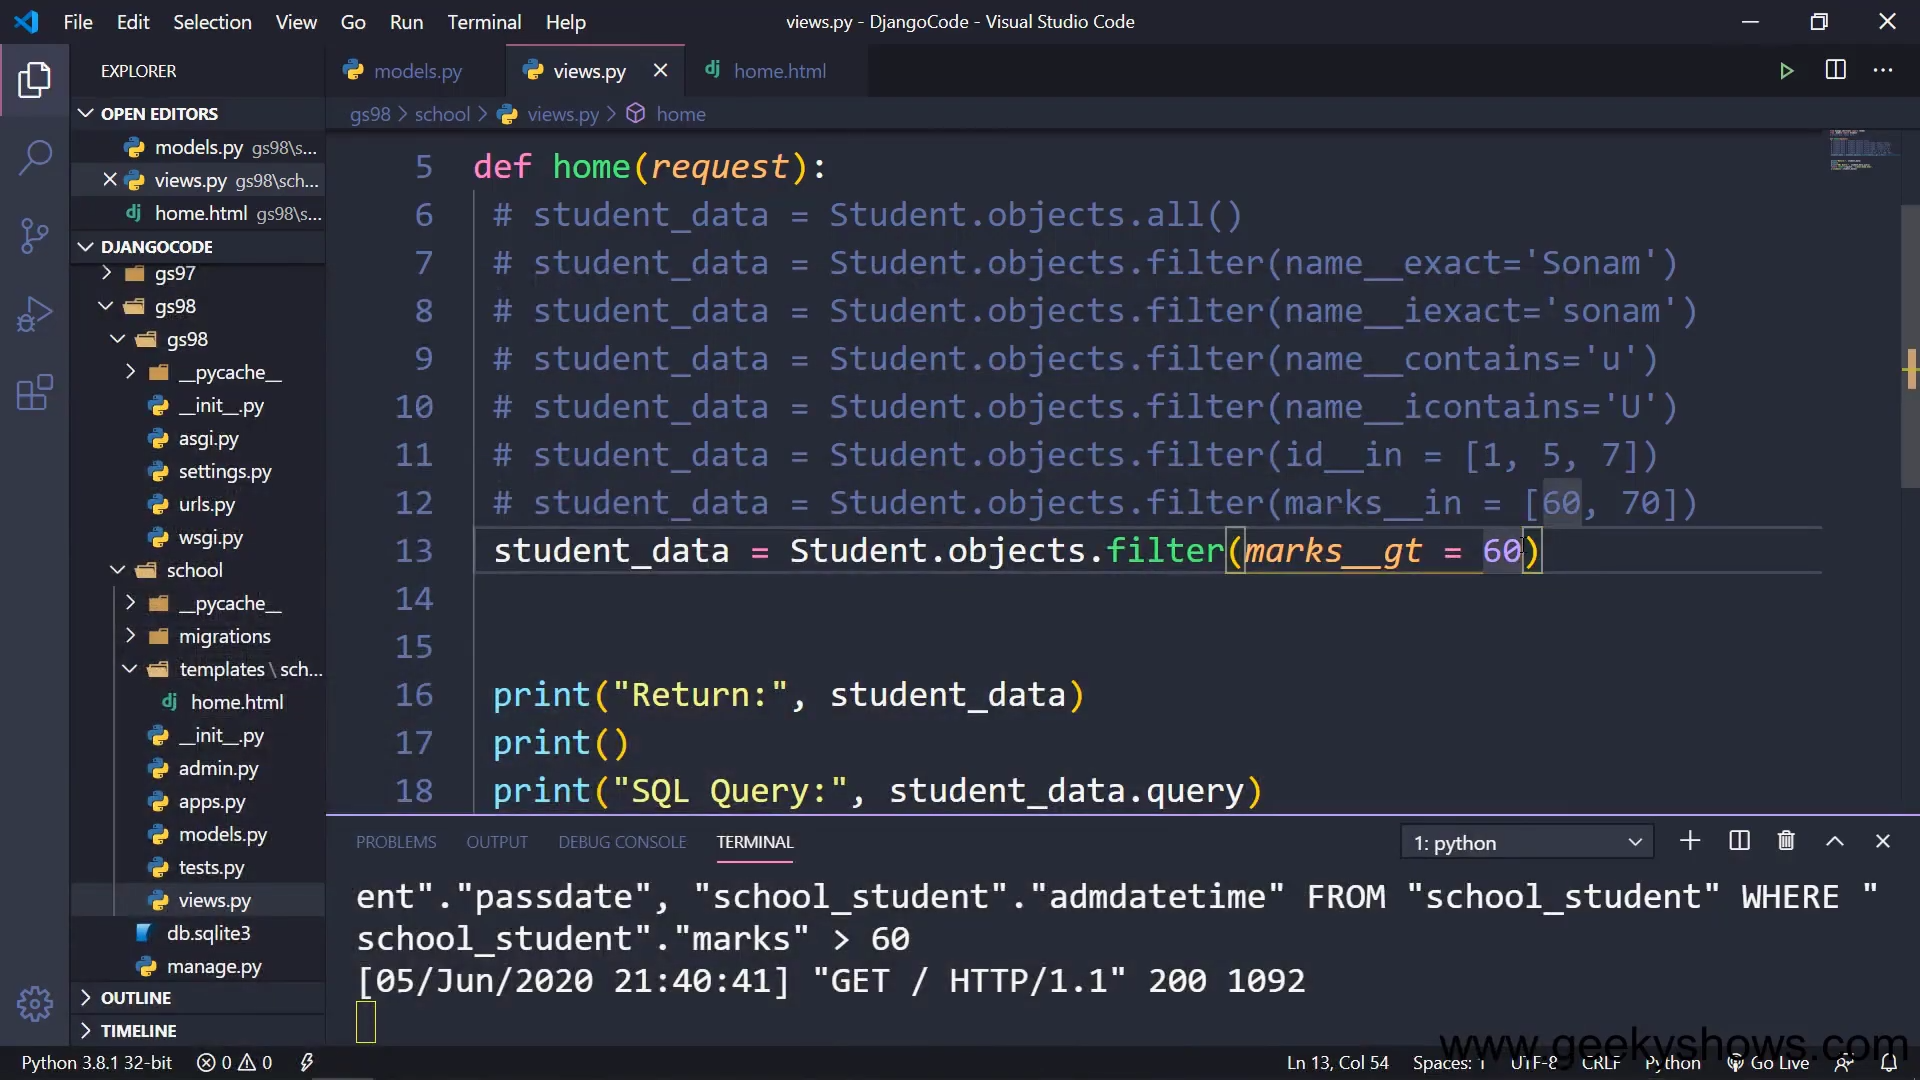 File Edit Selection View Go Run Terminal Help
views.py - DjangoCode - Visual Studio Code
EXPLORER
OPEN EDITORS
models.py gs98\s...
views.py gs98\sch...
home.html gs98\s...
DJANGOCODE
gs97
gs98
gs98
__pycache__
__init__.py
asgi.py
settings.py
urls.py
wsgi.py
school
__pycache__
migrations
templates\sch...
home.html
__init__.py
admin.py
apps.py
models.py
tests.py
views.py
db.sqlite3
manage.py
OUTLINE
TIMELINE
models.py views.py home.html
gs98 > school > views.py > home
5 def home(request):
6 # student_data = Student.objects.all()
7 # student_data = Student.objects.filter(name__exact='Sonam')
8 # student_data = Student.objects.filter(name__iexact='sonam')
9 # student_data = Student.objects.filter(name__contains='u')
10 # student_data = Student.objects.filter(name__icontains='U')
11 # student_data = Student.objects.filter(id__in = [1, 5, 7])
12 # student_data = Student.objects.filter(marks__in = [60, 70])
13 student_data = Student.objects.filter(marks__gt = 60)
14
15
16 print("Return:", student_data)
17 print()
18 print("SQL Query:", student_data.query)
PROBLEMS OUTPUT DEBUG CONSOLE TERMINAL
1: python
ent"."passdate", "school_student"."admdatetime" FROM "school_student" WHERE "
school_student"."marks" > 60
[05/Jun/2020 21:40:41] "GET / HTTP/1.1" 200 1092
www.geekyshows.com
Python 3.8.1 32-bit 0 0 Ln 13, Col 54 Spaces: 1 UTF-8 CRLF Python Go Live